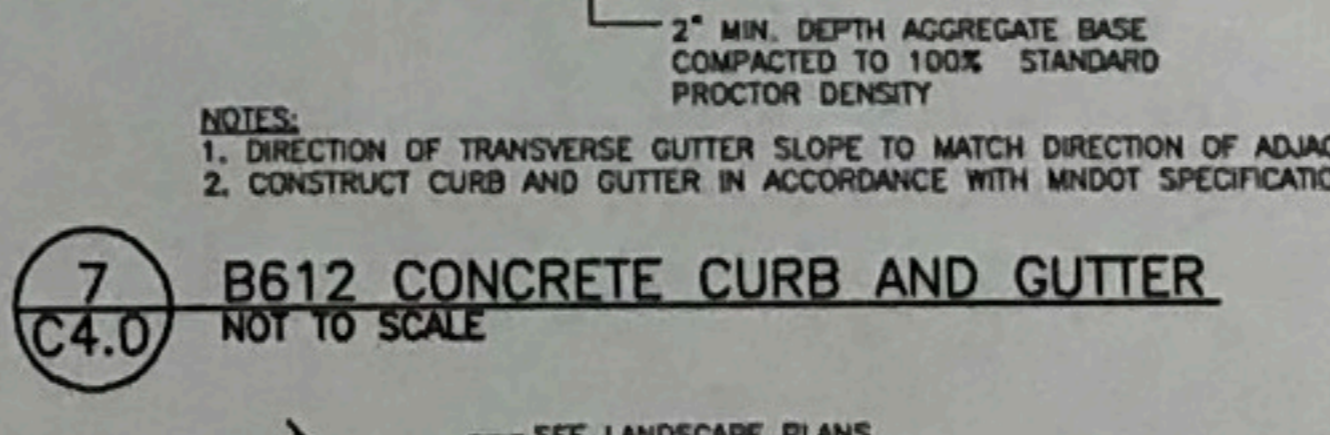 2" MIN. DEPTH AGGREGATE BASE
COMPACTED TO 100% STANDARD
PROCTOR DENSITY
NOTES:
1. DIRECTION OF TRANSVERSE GUTTER SLOPE TO MATCH DIRECTION OF
2. CONSTRUCT CURB AND GUTTER IN ACCORDANCE WITH MNDOT
7
C4.0
B612 CONCRETE CURB AND GUTTER
NOT TO SCALE
SEE LANDSCAPE PLANS